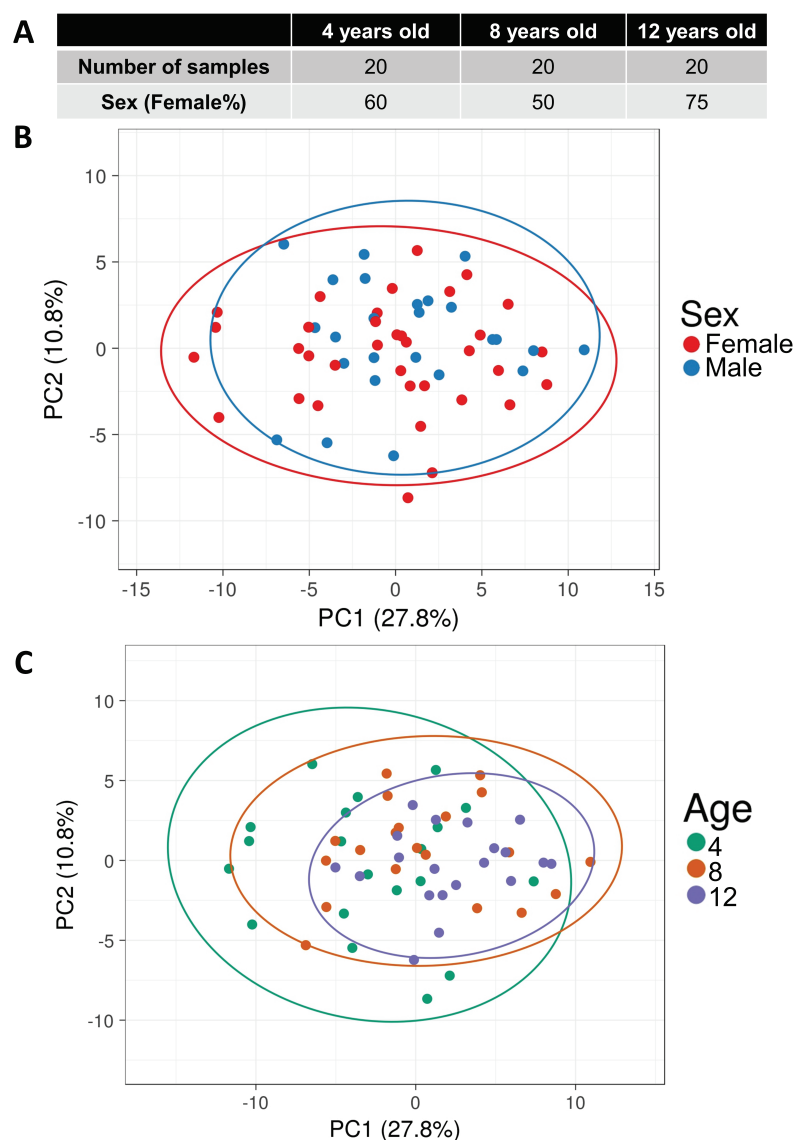 A
4 years old 8 years old 12 years old
Number of samples 20 20 20
Sex (Female%) 60 50 75
B
10
5
0
-5
-10
PC2 (10.8%)
-15 -10 -5 0 5 10 15
PC1 (27.8%)
Sex
Female
Male
C
10
5
0
-5
-10
PC2 (10.8%)
-10 0 10
PC1 (27.8%)
Age
4
8
12